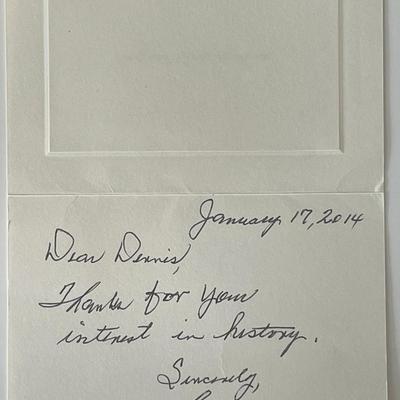 January 17, 2014
Dear Dennis,
Thanks for your
interest in history.
Sincerely,